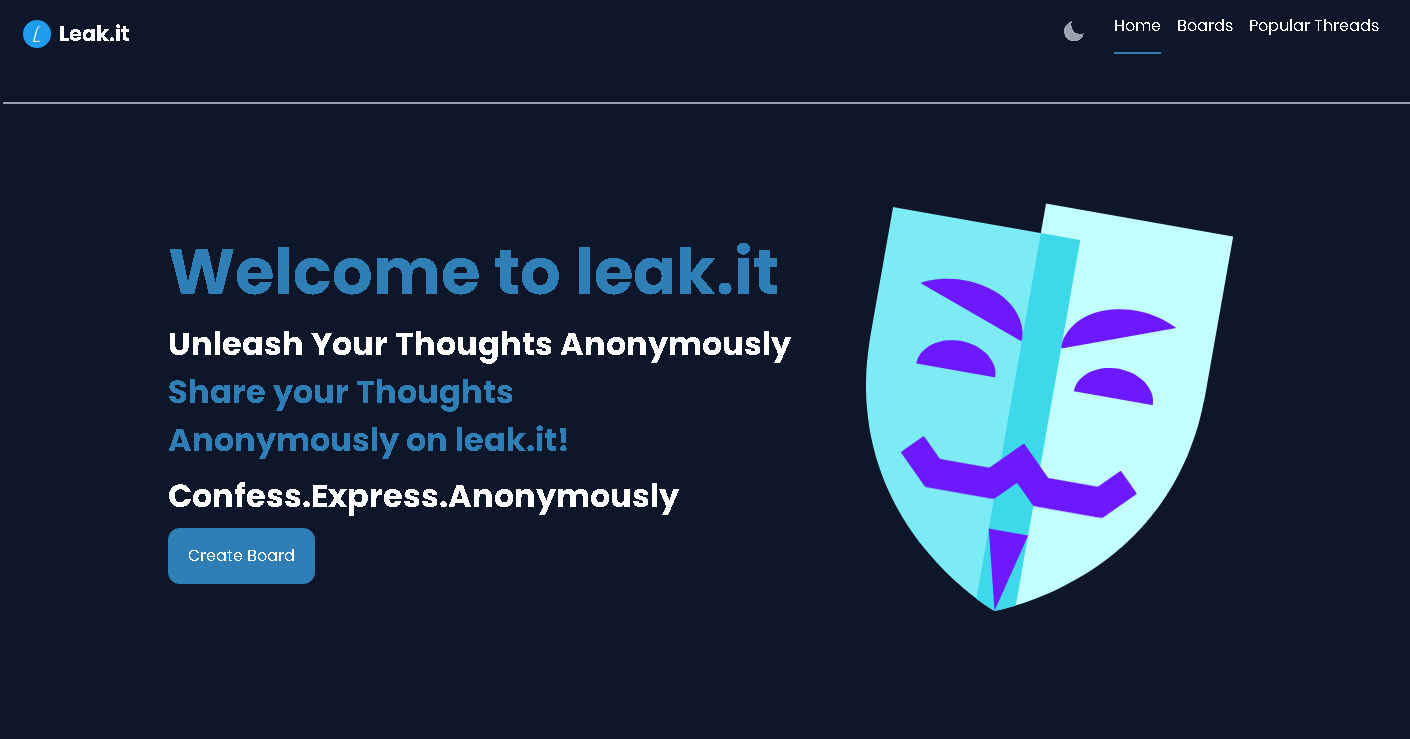 L Leak.it
Home Boards Popular Threads
Welcome to leak.it
Unleash Your Thoughts Anonymously
Share your Thoughts
Anonymously on leak.it!
Confess.Express.Anonymously
Create Board